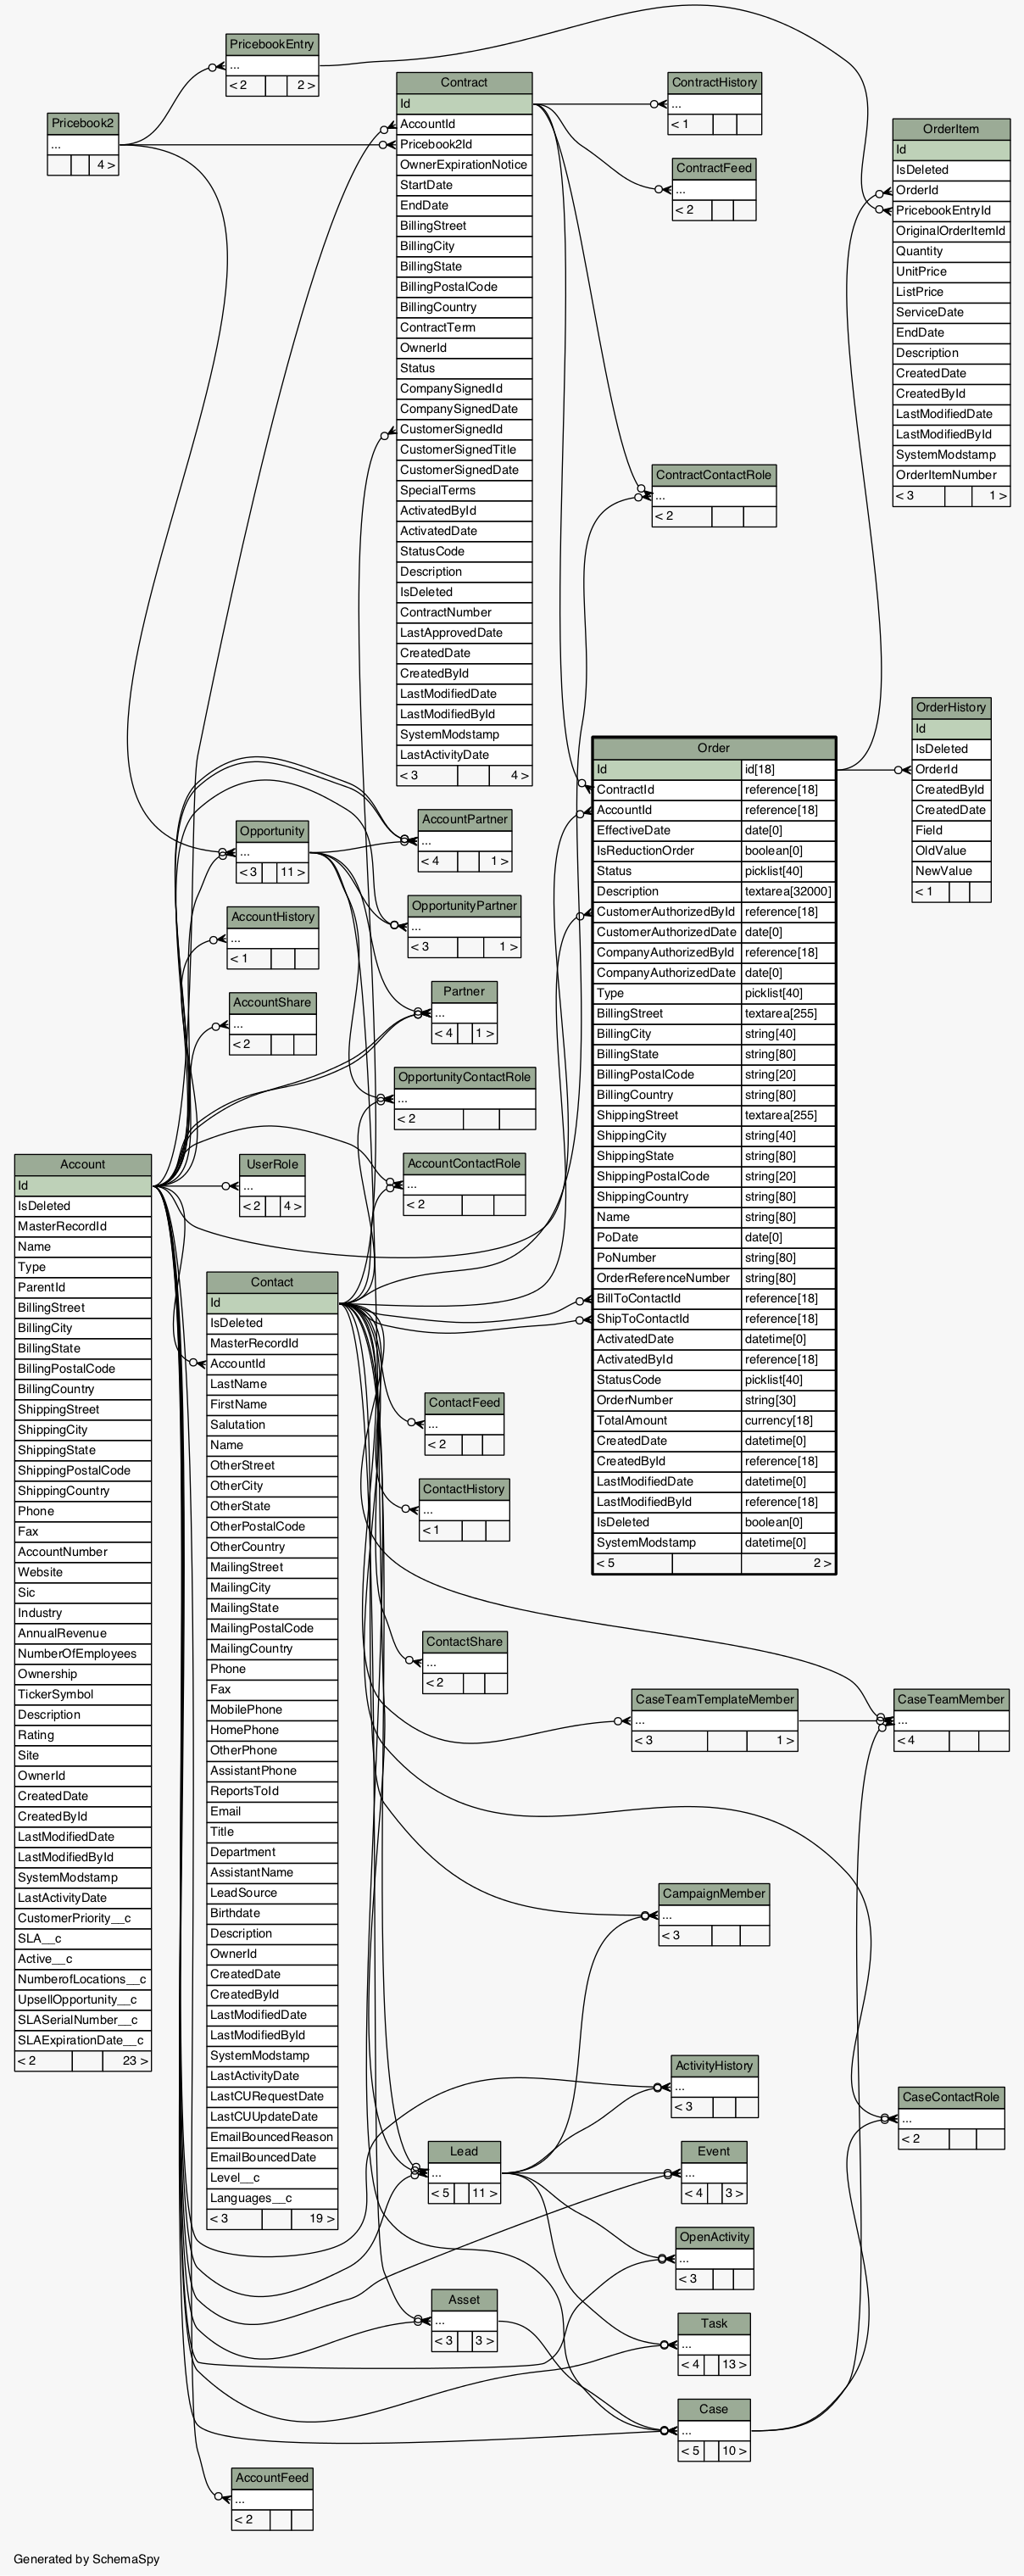 PricebookEntry
...
< 2 2 >
Pricebook2
...
4 >
Contract
Id
AccountId
Pricebook2Id
OwnerExpirationNotice
StartDate
EndDate
BillingStreet
BillingCity
BillingState
BillingPostalCode
BillingCountry
ContractTerm
OwnerId
Status
CompanySignedId
CompanySignedDate
CustomerSignedId
CustomerSignedTitle
CustomerSignedDate
SpecialTerms
ActivatedById
ActivatedDate
StatusCode
Description
IsDeleted
ContractNumber
LastApprovedDate
CreatedDate
CreatedById
LastModifiedDate
LastModifiedById
SystemModstamp
LastActivityDate
< 3 4 >
ContractHistory
...
< 1
ContractFeed
...
< 2
OrderItem
Id
IsDeleted
OrderId
PricebookEntryId
OriginalOrderItemId
Quantity
UnitPrice
ListPrice
ServiceDate
EndDate
Description
CreatedDate
CreatedById
LastModifiedDate
LastModifiedById
SystemModstamp
OrderItemNumber
< 3 1 >
ContractContactRole
...
< 2
OrderHistory
Id
IsDeleted
OrderId
CreatedById
CreatedDate
Field
OldValue
NewValue
< 1
Order
Id id[18]
ContractId reference[18]
AccountId reference[18]
EffectiveDate date[0]
IsReductionOrder boolean[0]
Status picklist[40]
Description textarea[32000]
CustomerAuthorizedById reference[18]
CustomerAuthorizedDate date[0]
CompanyAuthorizedById reference[18]
CompanyAuthorizedDate date[0]
Type picklist[40]
BillingStreet textarea[255]
BillingCity string[40]
BillingState string[80]
BillingPostalCode string[20]
BillingCountry string[80]
ShippingStreet textarea[255]
ShippingCity string[40]
ShippingState string[80]
ShippingPostalCode string[20]
ShippingCountry string[80]
Name string[80]
PoDate date[0]
PoNumber string[80]
OrderReferenceNumber string[80]
BillToContactId reference[18]
ShipToContactId reference[18]
ActivatedDate datetime[0]
ActivatedById reference[18]
StatusCode picklist[40]
OrderNumber string[30]
TotalAmount currency[18]
CreatedDate datetime[0]
CreatedById reference[18]
LastModifiedDate datetime[0]
LastModifiedById reference[18]
IsDeleted boolean[0]
SystemModstamp datetime[0]
< 5 2 >
Opportunity
...
< 3 11 >
AccountPartner
...
< 4 1 >
AccountHistory
...
< 1
OpportunityPartner
...
< 3 1 >
AccountShare
...
< 2
Partner
...
< 4 1 >
OpportunityContactRole
...
< 2
UserRole
...
< 2 4 >
AccountContactRole
...
< 2
Account
Id
IsDeleted
MasterRecordId
Name
Type
ParentId
BillingStreet
BillingCity
BillingState
BillingPostalCode
BillingCountry
ShippingStreet
ShippingCity
ShippingState
ShippingPostalCode
ShippingCountry
Phone
Fax
AccountNumber
Website
Sic
Industry
AnnualRevenue
NumberOfEmployees
Ownership
TickerSymbol
Description
Rating
Site
OwnerId
CreatedDate
CreatedById
LastModifiedDate
LastModifiedById
SystemModstamp
LastActivityDate
CustomerPriority__c
SLA__c
Active__c
NumberofLocations__c
UpsellOpportunity__c
SLASerialNumber__c
SLAExpirationDate__c
< 2 23 >
Contact
Id
IsDeleted
MasterRecordId
AccountId
LastName
FirstName
Salutation
Name
OtherStreet
OtherCity
OtherState
OtherPostalCode
OtherCountry
MailingStreet
MailingCity
MailingState
MailingPostalCode
MailingCountry
Phone
Fax
MobilePhone
HomePhone
OtherPhone
AssistantPhone
ReportsToId
Email
Title
Department
AssistantName
LeadSource
Birthdate
Description
OwnerId
CreatedDate
CreatedById
LastModifiedDate
LastModifiedById
SystemModstamp
LastActivityDate
LastCURequestDate
LastCUUpdateDate
EmailBouncedReason
EmailBouncedDate
Level__c
Languages__c
< 3 19 >
ContactFeed
...
< 2
ContactHistory
...
< 1
ContactShare
...
< 2
CaseTeamTemplateMember
...
< 3 1 >
CaseTeamMember
...
< 4
CampaignMember
...
< 3
ActivityHistory
...
< 3
CaseContactRole
...
< 2
Lead
...
< 5 11 >
Event
...
< 4 3 >
OpenActivity
...
< 3
Asset
...
< 3 3 >
Task
...
< 4 13 >
Case
...
< 5 10 >
AccountFeed
...
< 2
Generated by SchemaSpy